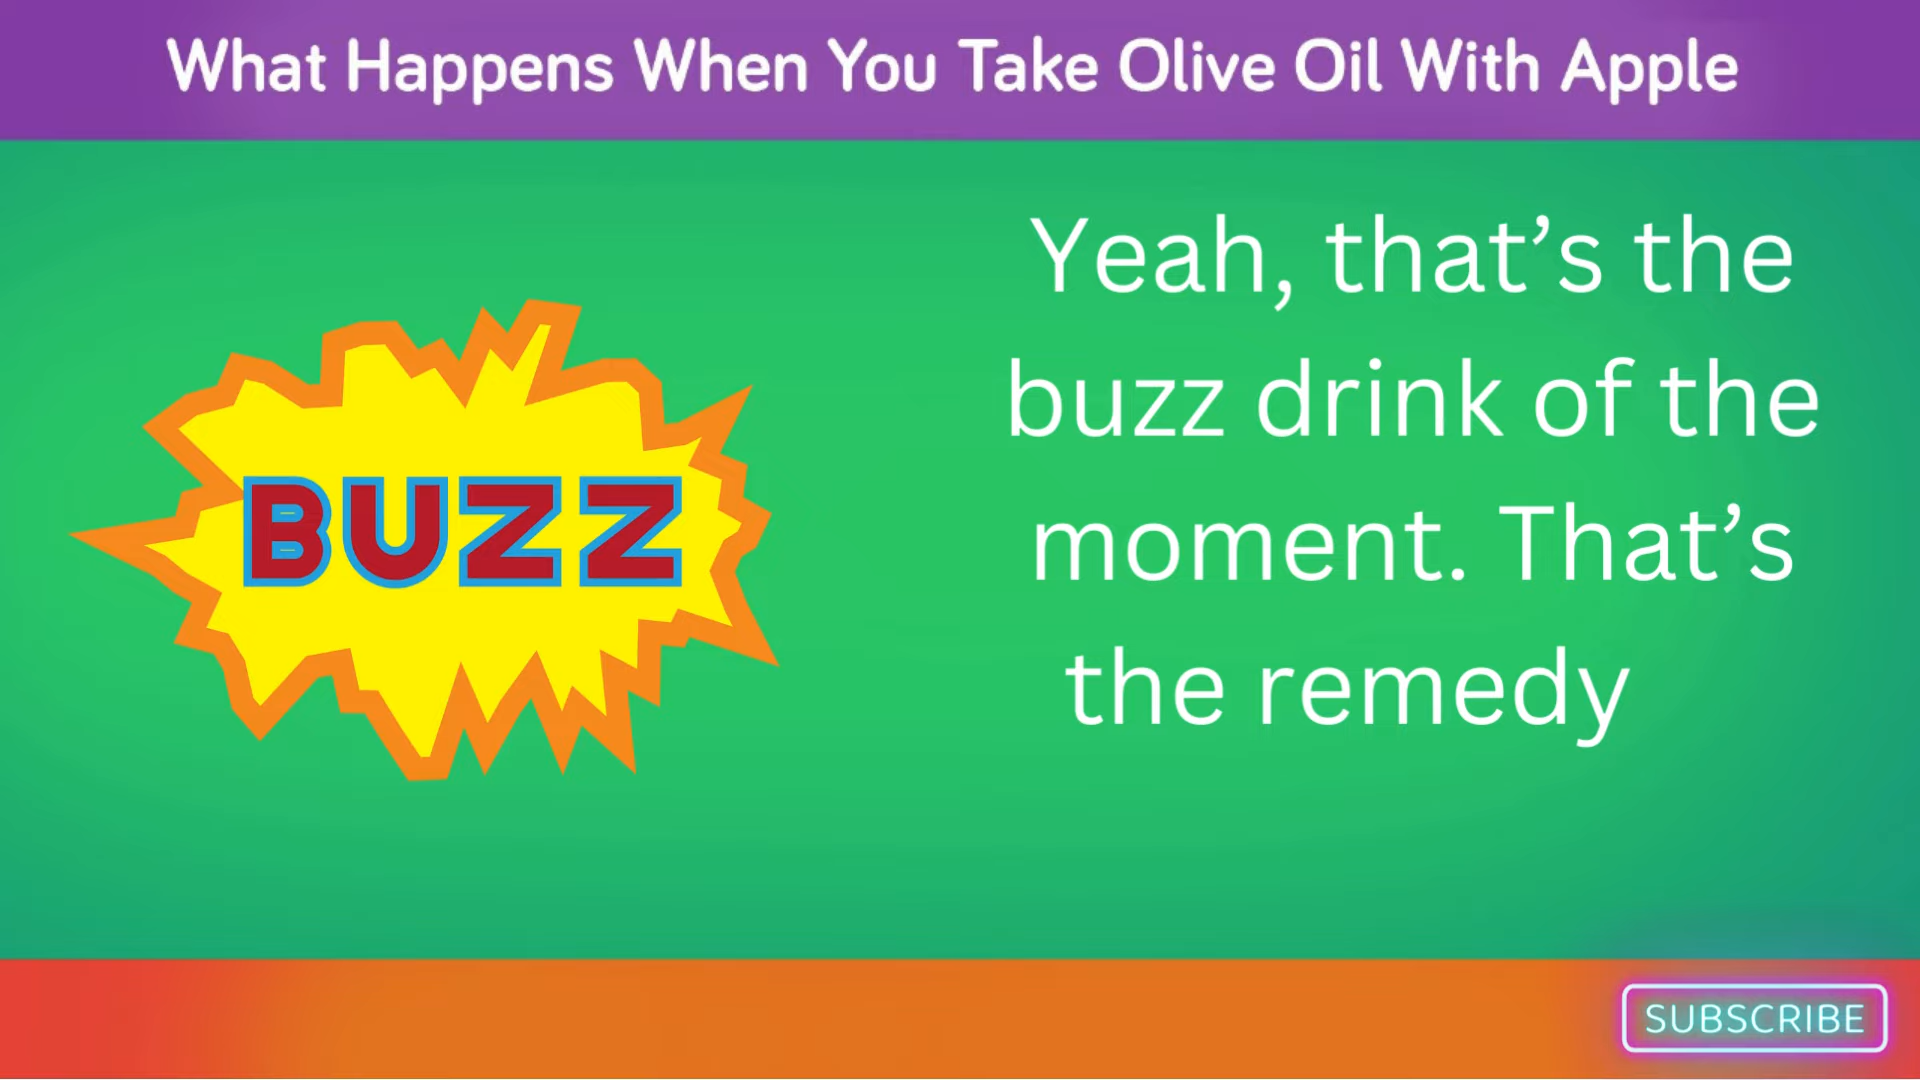 What Happens When You Take Olive Oil With Apple
BUZZ
Yeah, that’s the
buzz drink of the
moment. That’s
the remedy
SUBSCRIBE